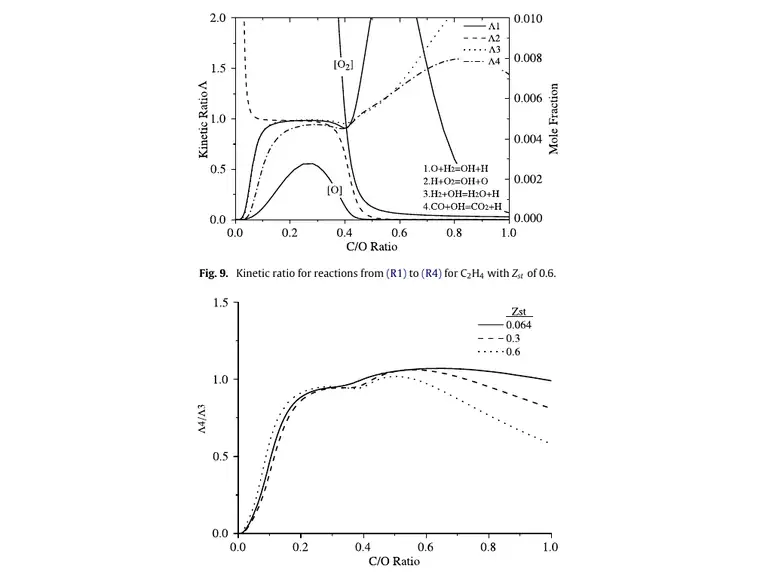 2.0
1.5
1.0
0.5
0.0
Kinetic Ratio Λ
[O2]
[O]
Λ1
Λ2
Λ3
Λ4
0.010
0.008
0.006
0.004
0.002
0.000
Mole Fraction
1.O+H2=OH+H
2.H+O2=OH+O
3.H2+OH=H2O+H
4.CO+OH=CO2+H
0.0 0.2 0.4 0.6 0.8 1.0
C/O Ratio
Fig. 9. Kinetic ratio for reactions from (R1) to (R4) for C2H4 with Zst of 0.6.
1.5
1.0
0.5
0.0
Λ4/Λ3
Zst
0.064
0.3
0.6
0.0 0.2 0.4 0.6 0.8 1.0
C/O Ratio